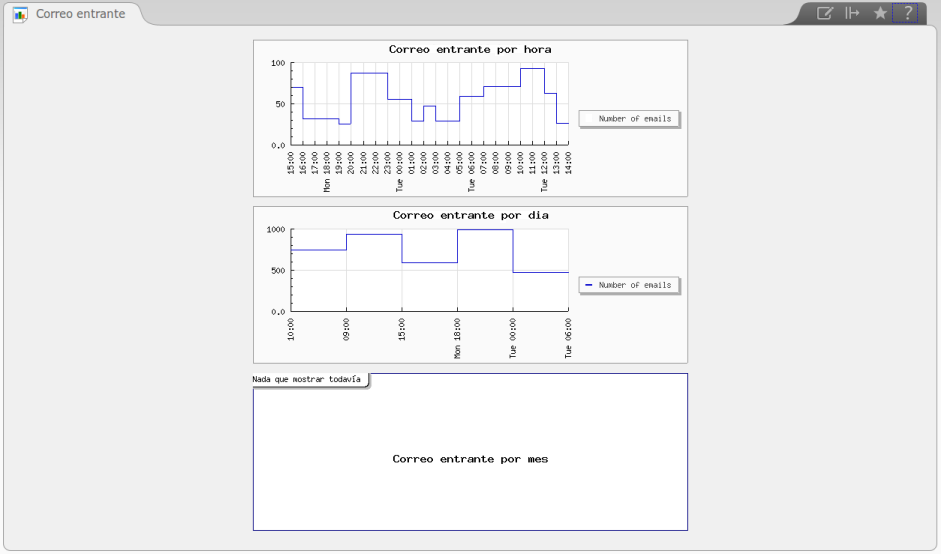 Correo entrante
?
Correo entrante por hora
100
50
0.0
15:00
16:00
17:00
Mon 18:00
19:00
20:00
21:00
22:00
23:00
Tue 00:00
01:00
02:00
03:00
04:00
05:00
Tue 06:00
07:00
08:00
09:00
10:00
11:00
Tue 12:00
13:00
14:00
Number of emails
Correo entrante por dia
1000
500
0.0
10:00
09:00
15:00
Mon 18:00
Tue 00:00
Tue 06:00
Number of emails
Nada que mostrar todavía
Correo entrante por mes